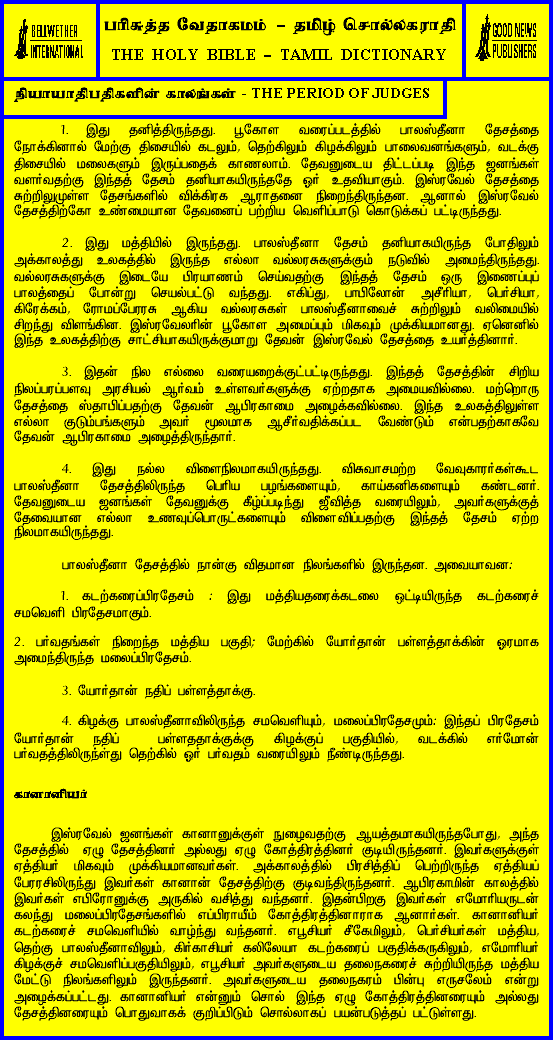 BELLWETHER
INTERNATIONAL
பரிசுத்த வேதாகமம் – தமிழ் சொல்லகராதி
THE HOLY BIBLE – TAMIL DICTIONARY
GOOD NEWS
PUBLISHERS
நியாயாதிபதிகளின் காலங்கள் - THE PERIOD OF JUDGES
1. இது தனித்திருந்தது. பூகோள வரைப்படத்தில் பாலஸ்தீனா தேசத்தை
நோக்கினால் மேற்கு திசையில் கடலும், தெற்கிலும் கிழக்கிலும் பாலைவனங்களும், வடக்கு
திசையில் மலைகளும் இருப்பதைக் காணலாம். தேவனுடைய திட்டப்படி இந்த ஜனங்கள்
வளர்வதற்கு இந்தத் தேசம் தனியாகயிருந்ததே ஓர் உதவியாகும். இஸ்ரவேல் தேசத்தை
சுற்றிலுமுள்ள தேசங்களில் விக்கிரக ஆராதனை நிறைந்திருந்தன. ஆனால் இஸ்ரவேல்
தேசத்திற்கோ உண்மையான தேவனைப் பற்றிய வெளிப்பாடு கொடுக்கப் பட்டிருந்தது.
2. இது மத்தியில் இருந்தது. பாலஸ்தீனா தேசம் தனியாகயிருந்த போதிலும்
அக்காலத்து உலகத்தில் இருந்த எல்லா வல்லரசுகளுக்கும் நடுவில் அமைந்திருந்தது.
வல்லரசுகளுக்கு இடையே பிரயாணம் செய்வதற்கு இந்தத் தேசம் ஒரு இணைப்புப்
பாலத்தைப் போன்று செயல்பட்டு வந்தது. எகிப்து, பாபிலோன் அசீரியா, பெர்சியா,
கிரேக்கம், ரோமப்பேரரசு ஆகிய வல்லரசுகள் பாலஸ்தீனாவைச் சுற்றிலும் வலிமையில்
சிறந்து விளங்கின. இஸ்ரவேலரின் பூகோள அமைப்பும் மிகவும் முக்கியமானது. ஏனெனில்
இந்த உலகத்திற்கு சாட்சியாகயிருக்குமாறு தேவன் இஸ்ரவேல் தேசத்தை உயர்த்தினார்.
3. இதன் நில எல்லை வரையறைக்குட்பட்டிருந்தது. இந்தத் தேசத்தின் சிறிய
நிலப்பரப்பளவு அரசியல் ஆர்வம் உள்ளவர்களுக்கு ஏற்றதாக அமையவில்லை. மற்றொரு
தேசத்தை ஸ்தாபிப்பதற்கு தேவன் ஆபிரகாமை அழைக்கவில்லை. இந்த உலகத்திலுள்ள
எல்லா குடும்பங்களும் அவர் மூலமாக ஆசீர்வதிக்கப்பட வேண்டும் என்பதற்காகவே
தேவன் ஆபிரகாமை அழைத்திருந்தார்.
4. இது நல்ல விளைநிலமாகயிருந்தது. விசுவாசமற்ற வேவுகாரர்கள்கூட
பாலஸ்தீனா தேசத்திலிருந்த பெரிய பழங்களையும், காய்கனிகளையும் கண்டனர்.
தேவனுடைய ஜனங்கள் தேவனுக்கு கீழ்ப்படிந்து ஜீவித்த வரையிலும், அவர்களுக்குத்
தேவையான எல்லா உணவுப்பொருட்களையும் விளைவிப்பதற்கு இந்தத் தேசம் ஏற்ற
நிலமாகயிருந்தது.
பாலஸ்தீனா தேசத்தில் நான்கு விதமான நிலங்களில் இருந்தன. அவையாவன:
1. கடற்கரைப்பிரதேசம் : இது மத்தியதரைக்கடலை ஒட்டியிருந்த கடற்கரைச்
சமவெளி பிரதேசமாகும்.
2. பர்வதங்கள் நிறைந்த மத்திய பகுதி; மேற்கில் யோர்தான் பள்ளத்தாக்கின் ஓரமாக
அமைந்திருந்த மலைப்பிரதேசம்.
3. யோர்தான் நதிப் பள்ளத்தாக்கு.
4. கிழக்கு பாலஸ்தீனாவிலிருந்த சமவெளியும், மலைப்பிரதேசமும்: இந்தப் பிரதேசம்
யோர்தான் நதிப் பள்ளததாக்குக்கு கிழக்குப் பகுதியில், வடக்கில் எர்மோன்
பர்வதத்திலிருந்ள்து தெற்கில் ஓர் பர்வதம் வரையிலும் நீண்டிருந்தது.
கானானியர்
இஸ்ரவேல் ஜனங்கள் கானானுக்குள் நுழைவதற்கு ஆயத்தமாகயிருந்தபோது, அந்த
தேசத்தில் ஏழு தேசத்தினர் அல்லது ஏழு கோத்திரத்தினர் குடியிருந்தனர். இவர்களுக்குள்
ஏத்தியர் மிகவும் முக்கியமானவர்கள். அக்காலத்தில் பிரசித்திப் பெற்றிருந்த ஏத்தியப்
பேரரசிலிருந்து இவர்கள் கானான் தேசத்திற்கு குடிவந்திருந்தனர். ஆபிரகாமின் காலத்தில்
இவர்கள் எபிரோனுக்கு அருகில் வசித்து வந்தனர். இதன்பிறகு இவர்கள் எமோரியருடன்
கலந்து மலைப்பிரதேசங்களில் எப்பிராயீம் கோத்திரத்தினாராக ஆனார்கள். கானானியர்
கடற்கரைச் சமவெளியில் வாழ்ந்து வந்தனர். எபூசியர் சீகேமிலும், பெர்சியர்கள் மத்திய,
தெற்கு பாலஸ்தீனாவிலும், கிர்காசியர் கலிலேயா கடற்கரைப் பகுதிக்கருகிலும், எமோரியர்
கிழக்குச் சமவெளிப்பகுதியிலும், எபூசியர் அவர்களுடைய தலைநகரைச் சுற்றியிருந்த மத்திய
மேட்டு நிலங்களிலும் இருந்தனர். அவர்களுடைய தலைநகரம் பின்பு எருசலேம் என்று
அழைக்கப்பட்டது. கானானியர் என்னும் சொல் இந்த ஏழு கோத்திரத்தினரையும் அல்லது
தேசத்தினரையும் பொதுவாகக் குறிப்பிடும் சொல்லாகப் பயன்படுத்தப் பட்டுள்ளது.